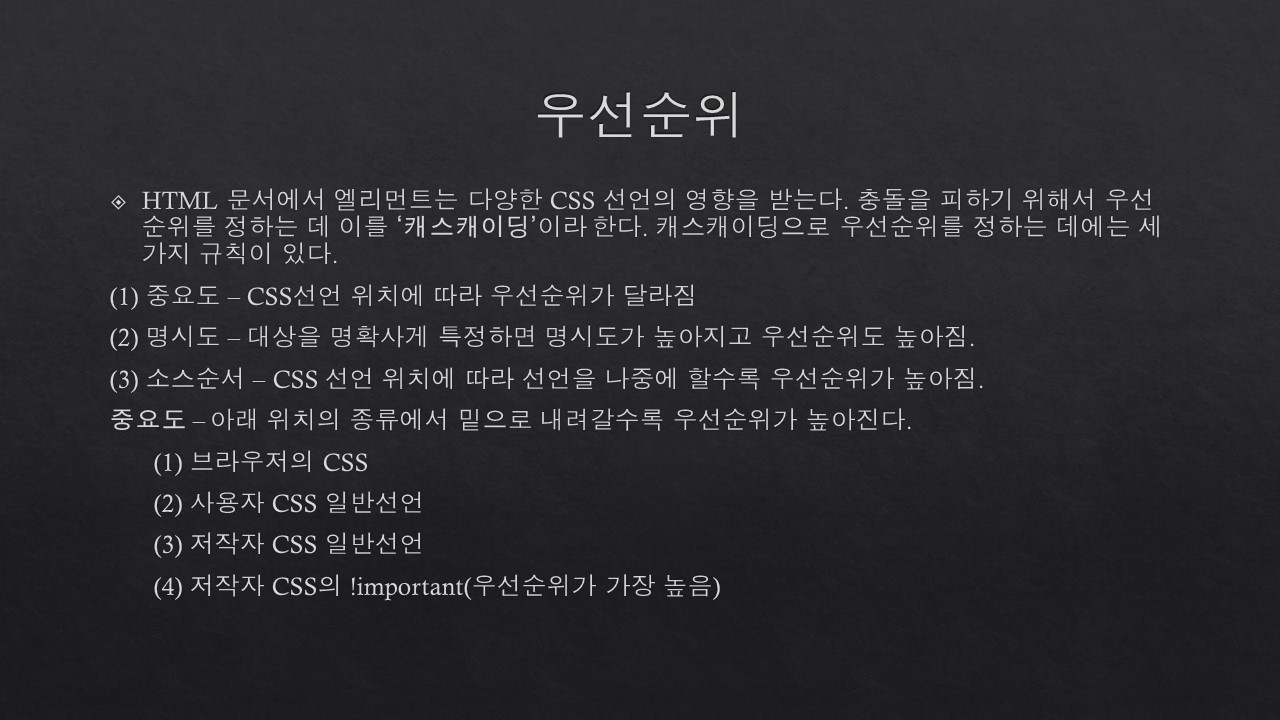 우선순위
HTML 문서에서 엘리먼트는 다양한 CSS 선언의 영향을 받는다. 충돌을 피하기 위해서 우선
순위를 정하는 데 이를 ‘캐스캐이딩’이라 한다. 캐스캐이딩으로 우선순위를 정하는 데에는 세
가지 규칙이 있다.
(1) 중요도 – CSS선언 위치에 따라 우선순위가 달라짐
(2) 명시도 – 대상을 명확사게 특정하면 명시도가 높아지고 우선순위도 높아짐.
(3) 소스순서 – CSS 선언 위치에 따라 선언을 나중에 할수록 우선순위가 높아짐.
중요도 – 아래 위치의 종류에서 밑으로 내려갈수록 우선순위가 높아진다.
(1) 브라우저의 CSS
(2) 사용자 CSS 일반선언
(3) 저작자 CSS 일반선언
(4) 저작자 CSS의 !important(우선순위가 가장 높음)